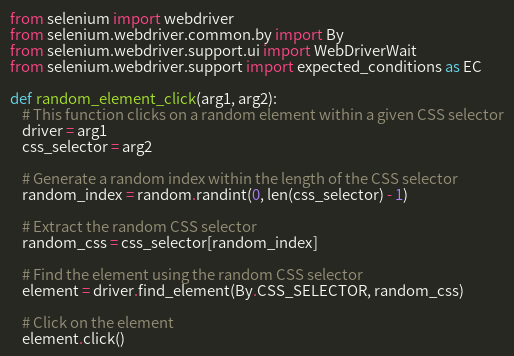 from selenium import webdriver
from selenium.webdriver.common.by import By
from selenium.webdriver.support.ui import WebDriverWait
from selenium.webdriver.support import expected_conditions as EC

def random_element_click(arg1, arg2):
    # This function clicks on a random element within a given CSS selector
    driver = arg1
    css_selector = arg2

    # Generate a random index within the length of the CSS selector
    random_index = random.randint(0, len(css_selector) - 1)

    # Extract the random CSS selector
    random_css = css_selector[random_index]

    # Find the element using the random CSS selector
    element = driver.find_element(By.CSS_SELECTOR, random_css)

    # Click on the element
    element.click()